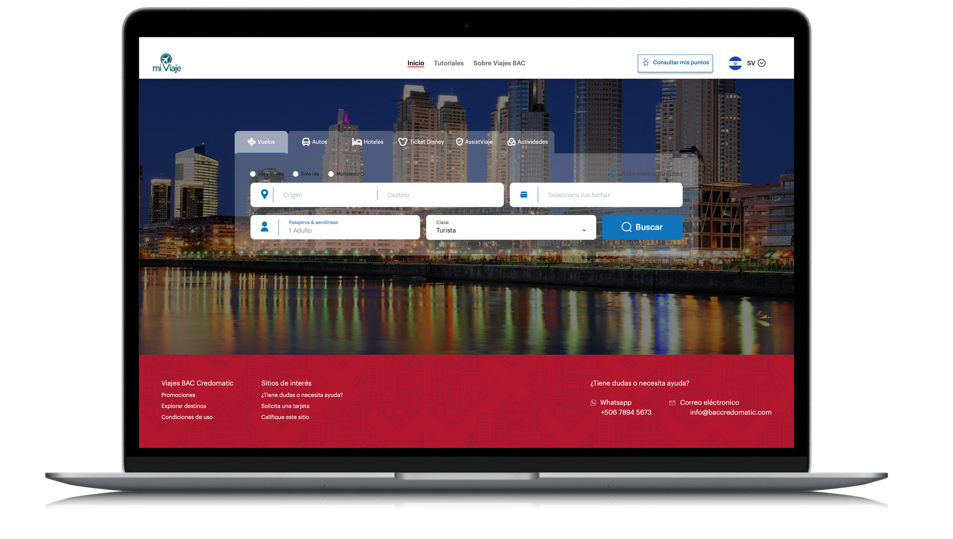 mi Viaje
Inicio
Tutoriales
Sobre Viajes BAC
Consultar mis puntos
SV
Vuelos
Autos
Hoteles
Ticket Disney
AssistViaje
Actividades
Solo ida
Multidestino
Origen
Destino
Selecciona tus fechas
Pasajeros & aerolíneas
1 Adulto
Clase
Turista
Buscar
Viajes BAC Credomatic
Promociones
Explorar destinos
Condiciones de uso
Sitios de interés
¿Tiene dudas o necesita ayuda?
Solicita una tarjeta
Califique este sitio
¿Tiene dudas o necesita ayuda?
Whatsapp
+506 7894 5673
Correo eléctronico
info@baccredomatic.com